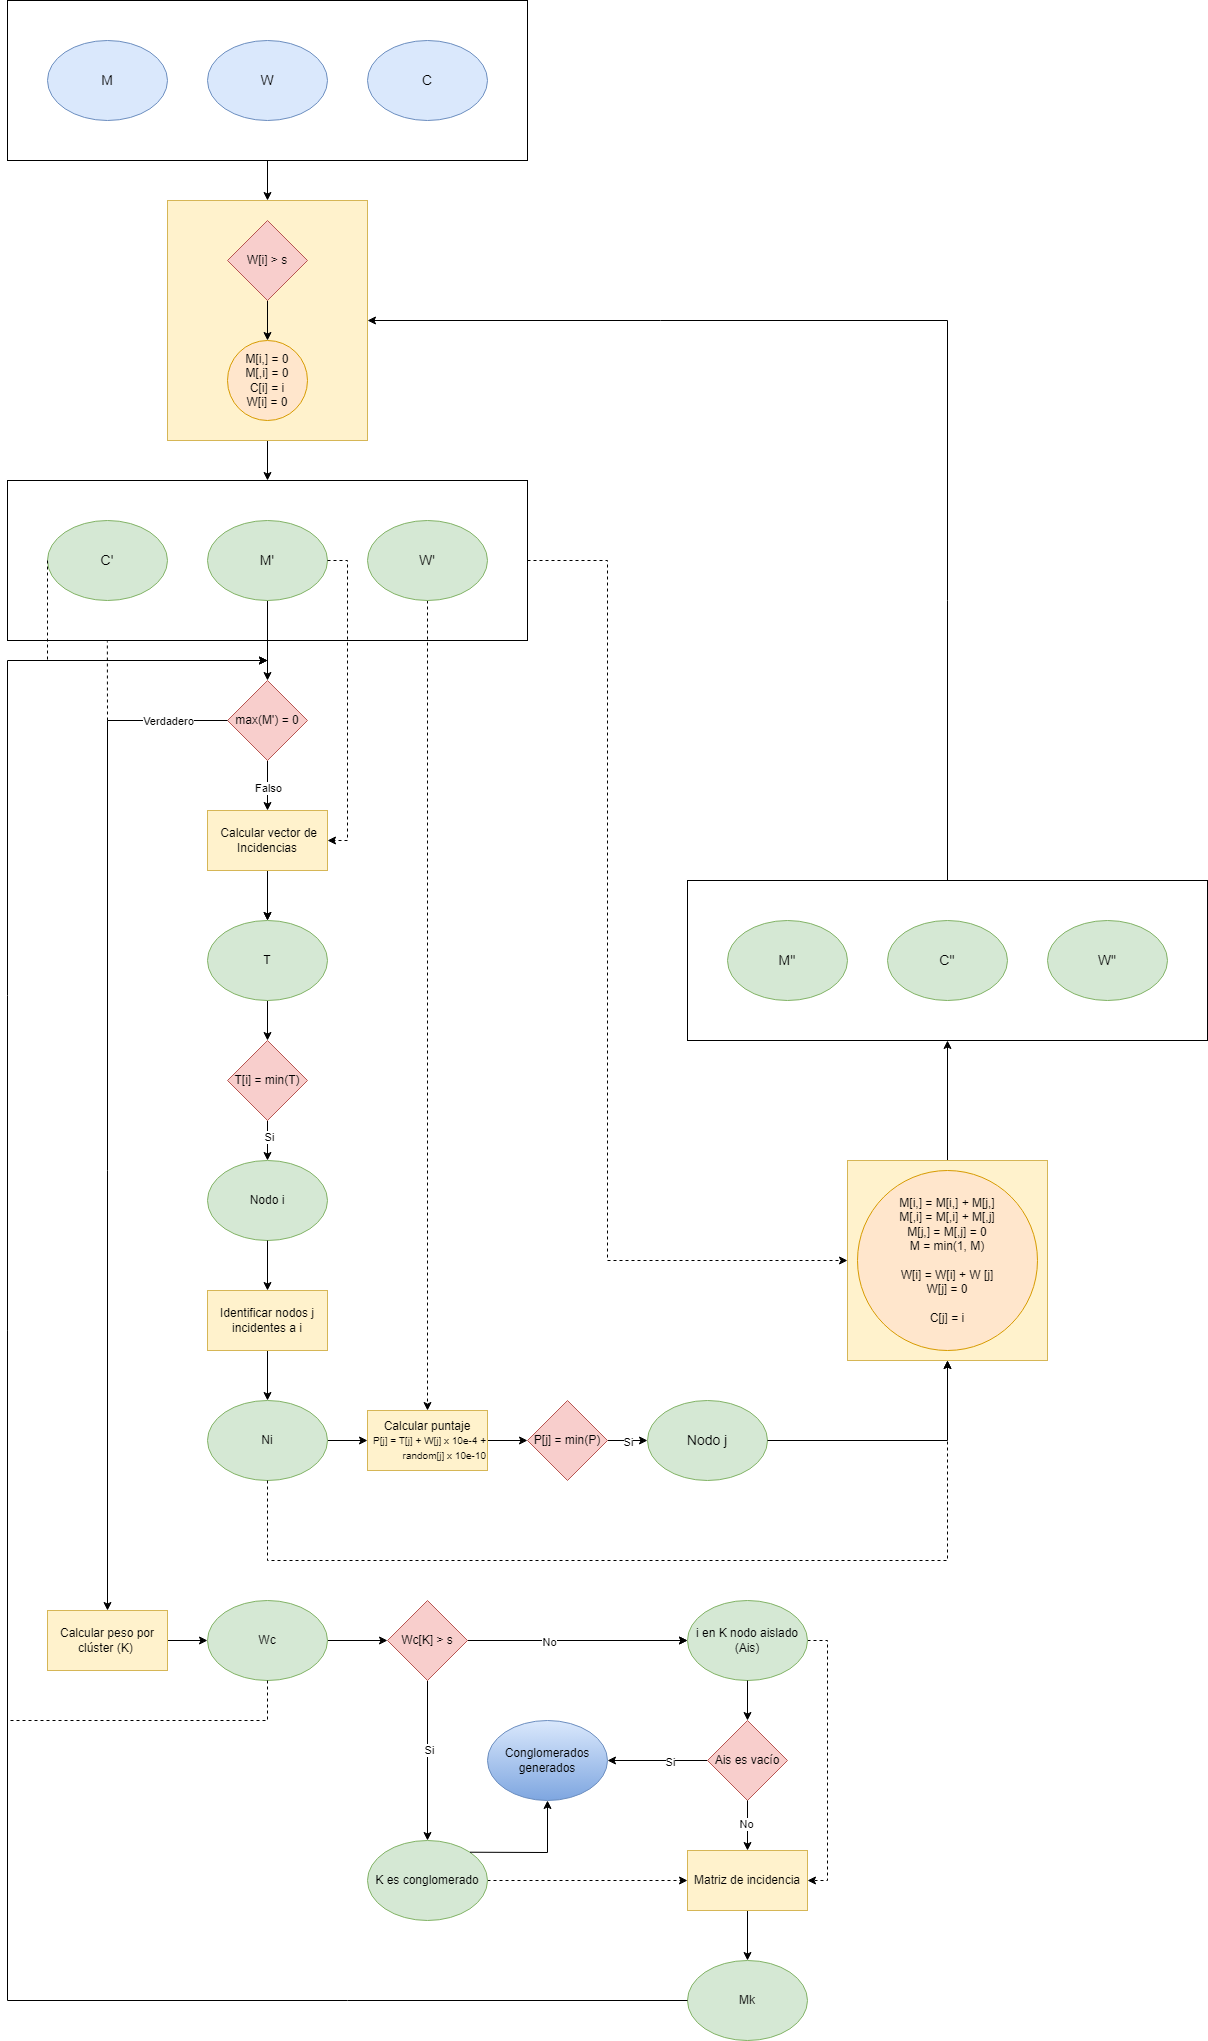 M
W
C
W[i] > s
M[i,] = 0
M[,i] = 0
C[i] = i
W[i] = 0
C'
M'
W'
max(M') = 0
Verdadero
Falso
Calcular vector de
Incidencias
T
T[i] = min(T)
Si
Nodo i
Identificar nodos j
incidentes a i
Ni
Calcular puntaje
P[j] = T[j] + W[j] x 10e-4 +
random[j] x 10e-10
P[j] = min(P)
Si
Nodo j
M[i,] = M[i,] + M[j,]
M[,i] = M[,i] + M[,j]
M[j,] = M[,j] = 0
M = min(1, M)
W[i] = W[i] + W [j]
W[j] = 0
C[j] = i
M"
C"
W"
Calcular peso por
clúster (K)
Wc
Wc[K] > s
No
i en K nodo aislado
(Ais)
Si
Ais es vacío
Si
Conglomerados
generados
No
K es conglomerado
Matriz de incidencia
Mk